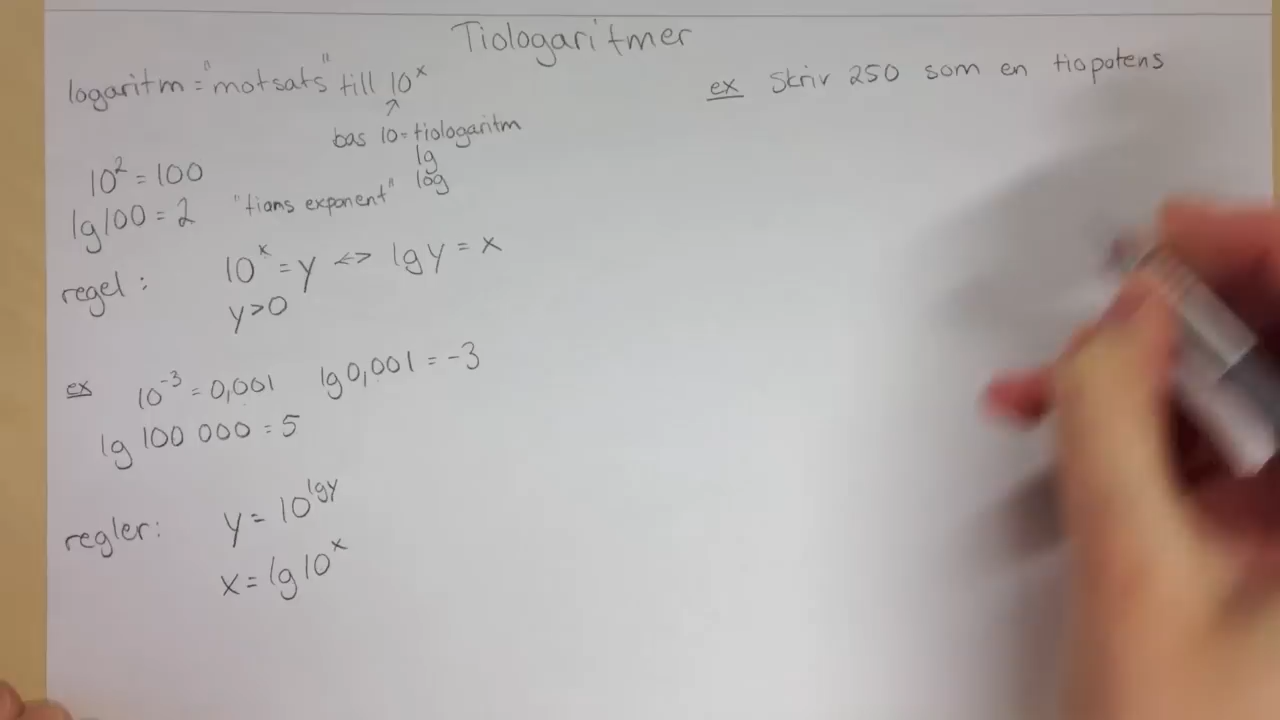 Tiologaritmer
logaritm = "motsats" till 10^x
↗
bas 10 = tiologaritm
lg
log
10² = 100
lg 100 = 2 "tians exponent"
regel: 10^x = y <-> lg y = x
y > 0
ex 10⁻³ = 0,001 lg 0,001 = -3
lg 100 000 = 5
regler: y = 10^lg y
x = lg 10^x
ex Skriv 250 som en tiopotens